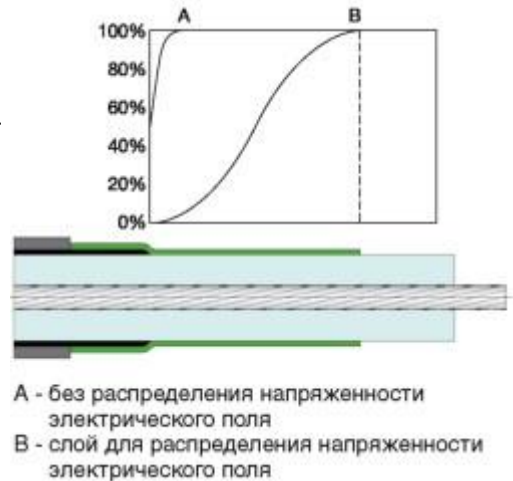 A B
100%
80%
60%
40%
20%
0%
A - без распределения напряженности
электрического поля
B - слой для распределения напряженности
электрического поля